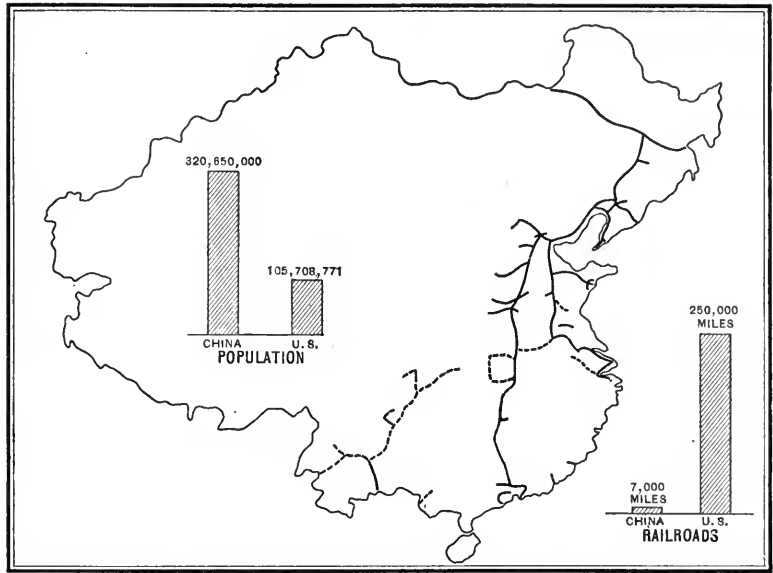 320,650,000
105,708,771
CHINA U.S.
POPULATION
250,000
MILES
7,000
MILES
CHINA U.S.
RAILROADS